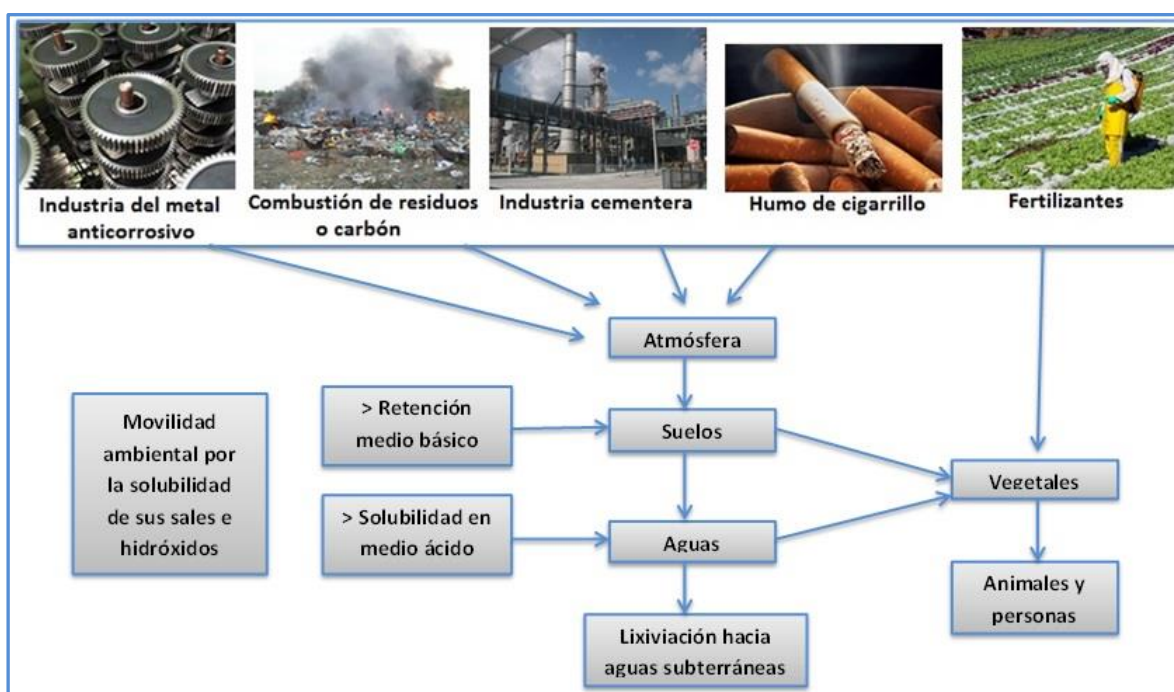 Industria del metal
anticorrosivo
Combustión de residuos
o carbón
Industria cementera
Humo de cigarrillo
Fertilizantes
Atmósfera
Movilidad
ambiental por
la solubilidad
de sus sales e
hidróxidos
> Retención
medio básico
Suelos
Vegetales
> Solubilidad en
medio ácido
Aguas
Animales y
personas
Lixiviación hacia
aguas subterráneas